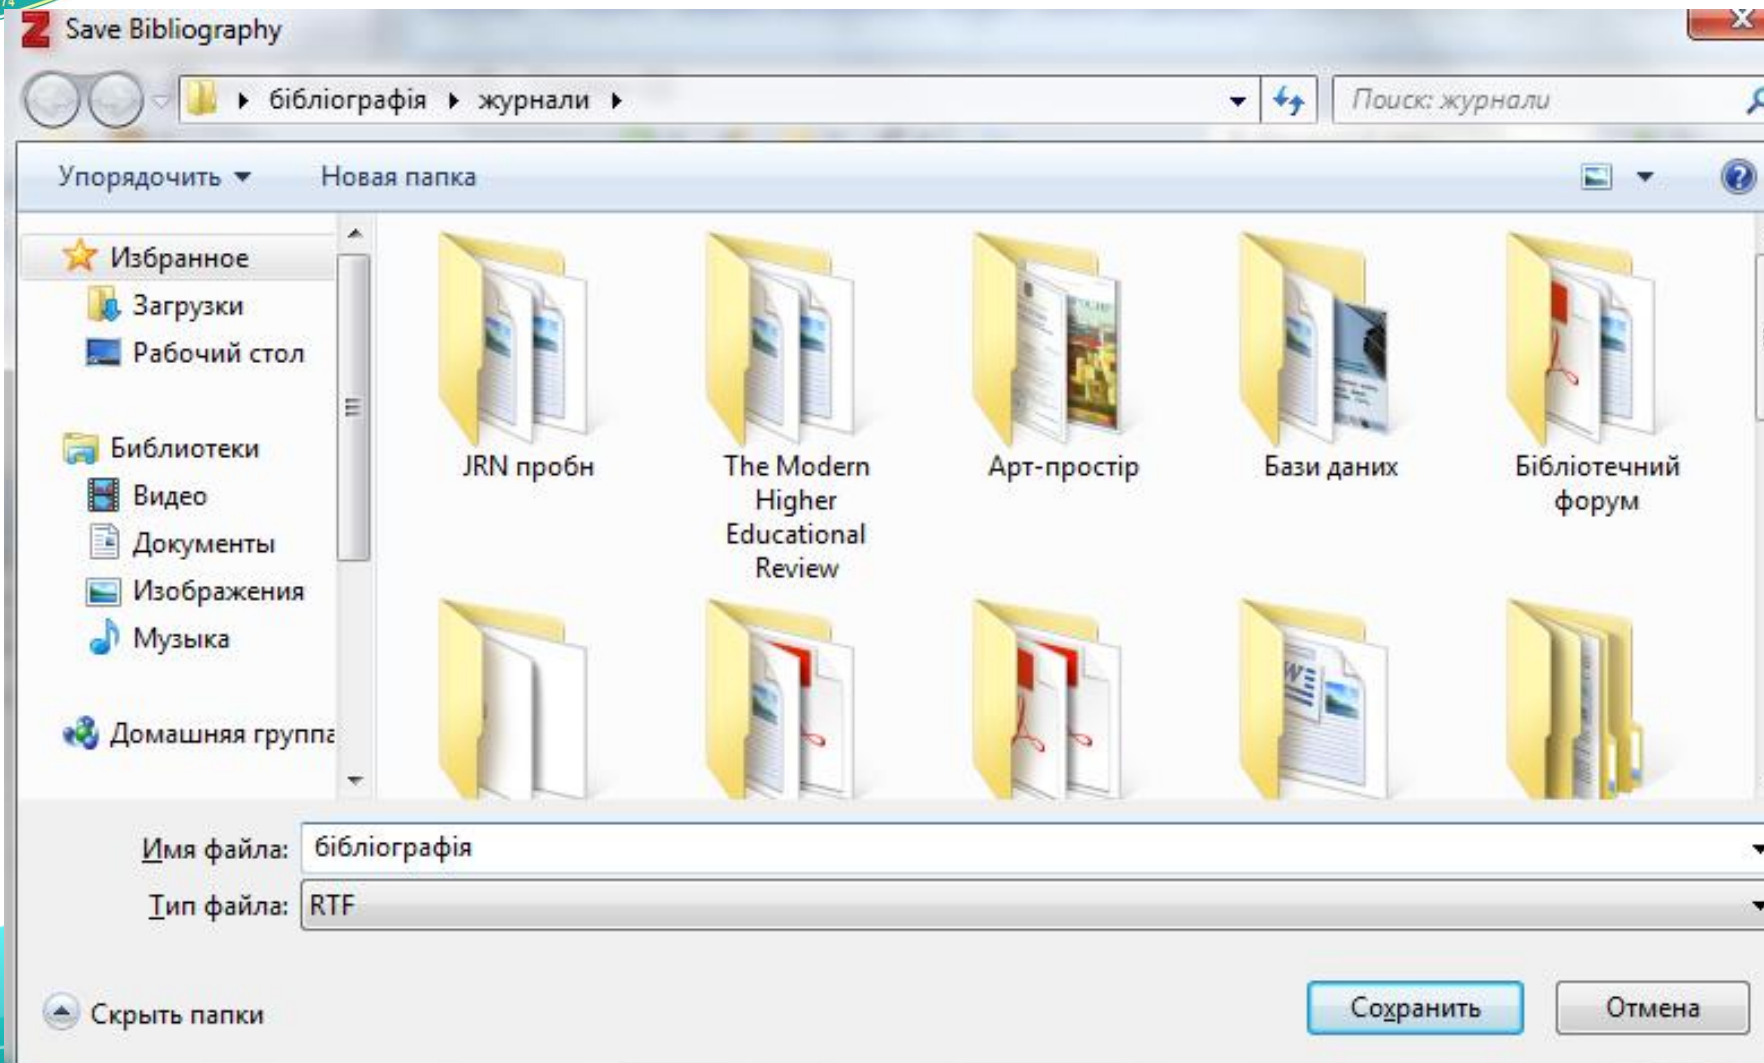 74
Z Save Bibliography
бібліографія журнали
Поиск: журнали
Упорядочить Новая папка
Избранное
Загрузки
Рабочий стол
Библиотеки
Видео
Документы
Изображения
Музыка
Домашняя группа
JRN пробн
The Modern
Higher
Educational
Review
Арт-простір
Бази даних
Бібліотечний
форум
Имя файла: бібліографія
Тип файла: RTF
Скрыть папки
Сохранить
Отмена